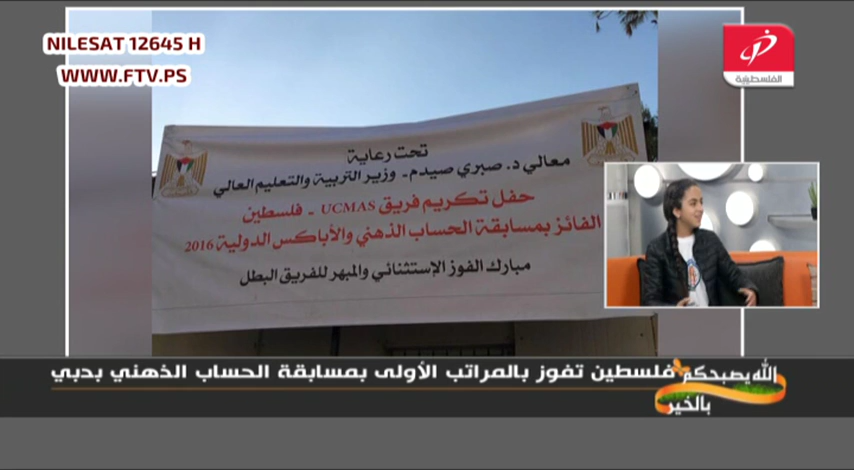 NILESAT 12645 H
WWW.FTV.PS
الفلسطينية
تحت رعاية
معالي د. صبري صيدم - وزير التربية والتعليم العالي
حفل تكريم فريق UCMAS - فلسطين
الفائز بمسابقة الحساب الذهني والأباكس الدولية 2016
مبارك الفوز الإستثنائي والمبهر للفريق البطل
الله يصبحكم
بالخير
فلسطين تفوز بالمراتب الأولى بمسابقة الحساب الذهني بدبي